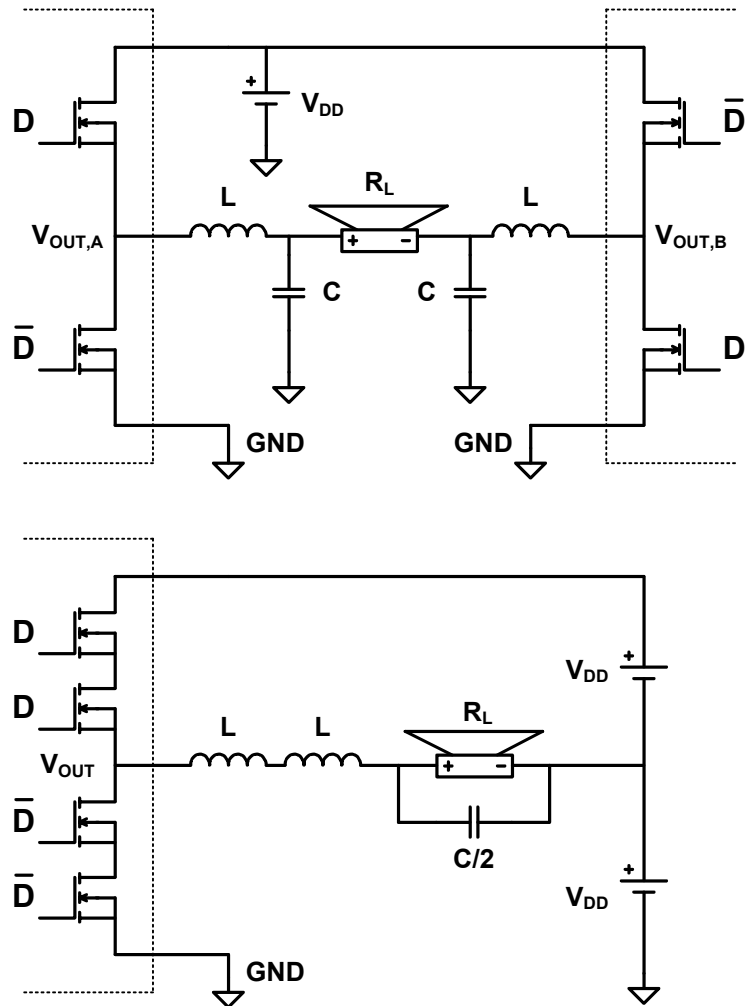 D
V_DD
D̅
R_L
L
L
V_OUT,A
V_OUT,B
C
C
D̅
D
GND
GND
D
V_DD
D
L
L
R_L
V_OUT
D̅
C/2
D̅
V_DD
GND